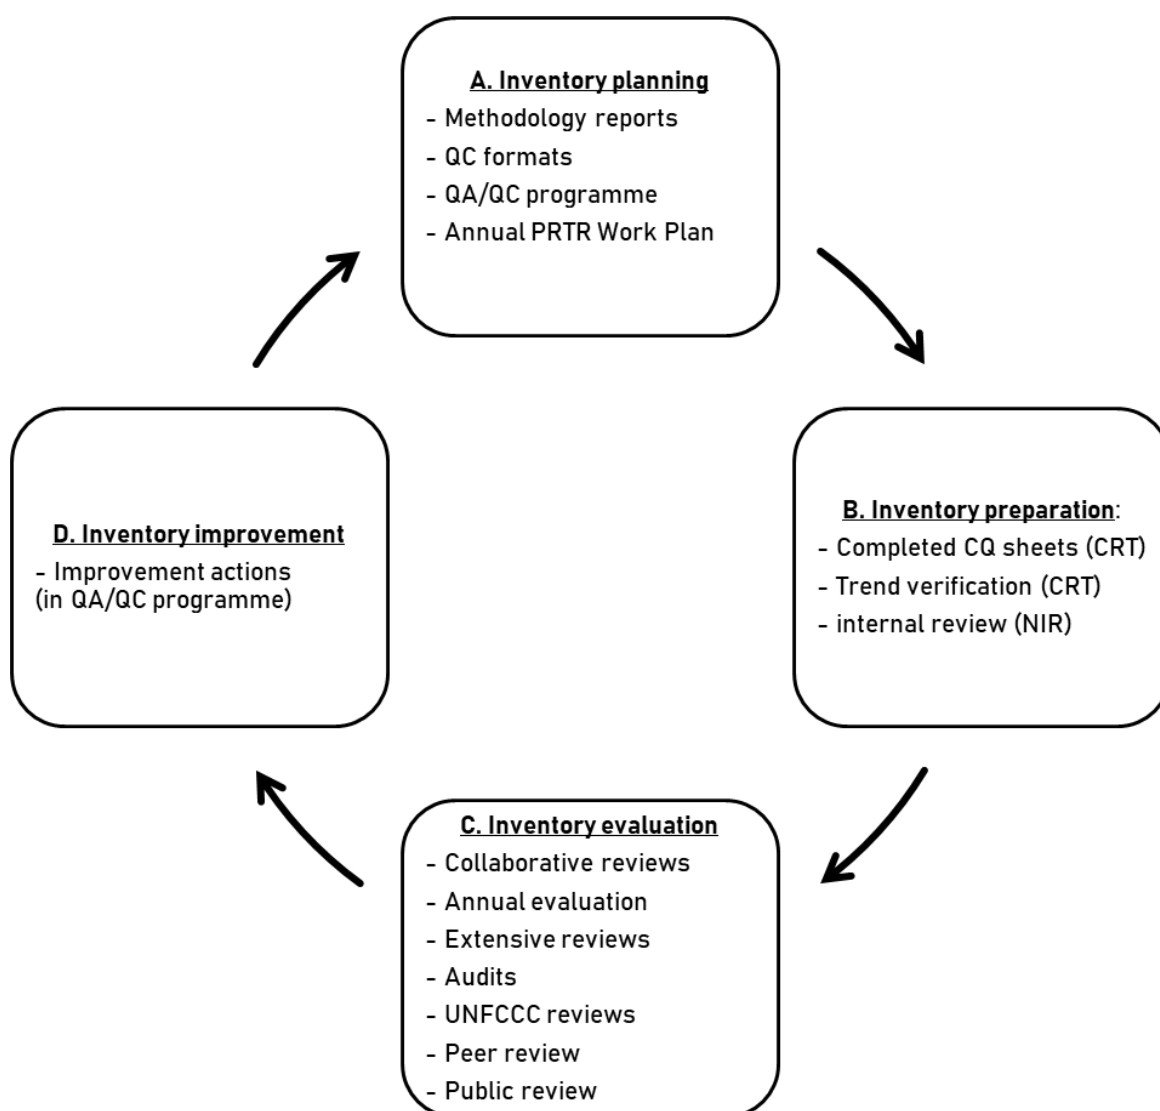 A. Inventory planning
- Methodology reports
- QC formats
- QA/QC programme
- Annual PRTR Work Plan
D. Inventory improvement
- Improvement actions
(in QA/QC programme)
B. Inventory preparation:
- Completed CQ sheets (CRT)
- Trend verification (CRT)
- internal review (NIR)
C. Inventory evaluation
- Collaborative reviews
- Annual evaluation
- Extensive reviews
- Audits
- UNFCCC reviews
- Peer review
- Public review